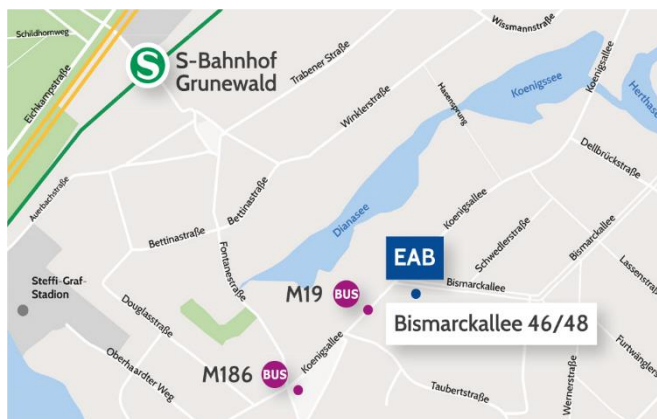 Schildhornweg
Eichkampstraße
S
S-Bahnhof
Grunewald
Trabener Straße
Wissmannstraße
Winklerstraße
Hasensprung
Koenigssee
Koenigsallee
Herthasee
Dellbrückstraße
Auerbachstraße
Bettinastraße
Bettinastraße
Fontanestraße
Dianasee
Koenigsallee
Schwedlerstraße
Bismarckallee
Lassenstraße
EAB
Bismarckallee
Steffi-Graf-
Stadion
Douglasstraße
M19
BUS
Bismarckallee 46/48
Oberhaardter Weg
M186
BUS
Koenigsallee
Taubertstraße
Wernerstraße
Furtwängler